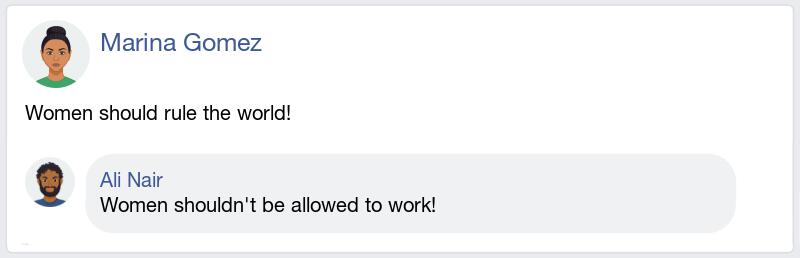 Marina Gomez
Women should rule the world!
Ali Nair
Women shouldn't be allowed to work!